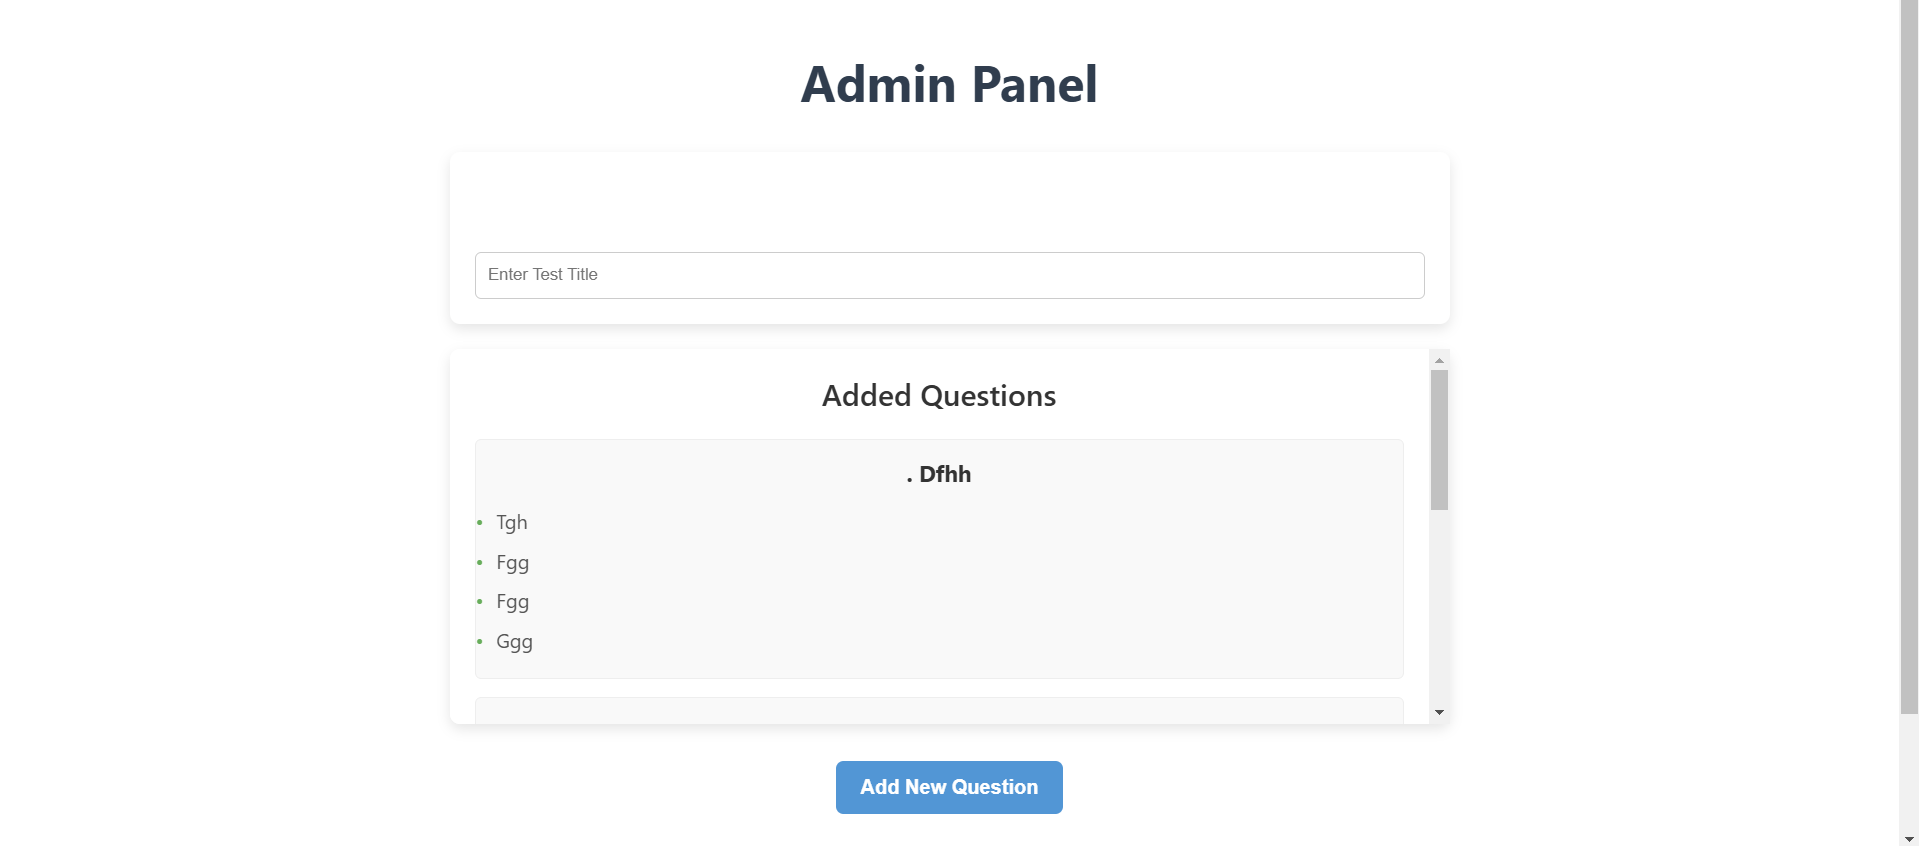 Admin Panel
Enter Test Title
Added Questions
. Dfhh
• Tgh
• Fgg
• Fgg
• Ggg
Add New Question